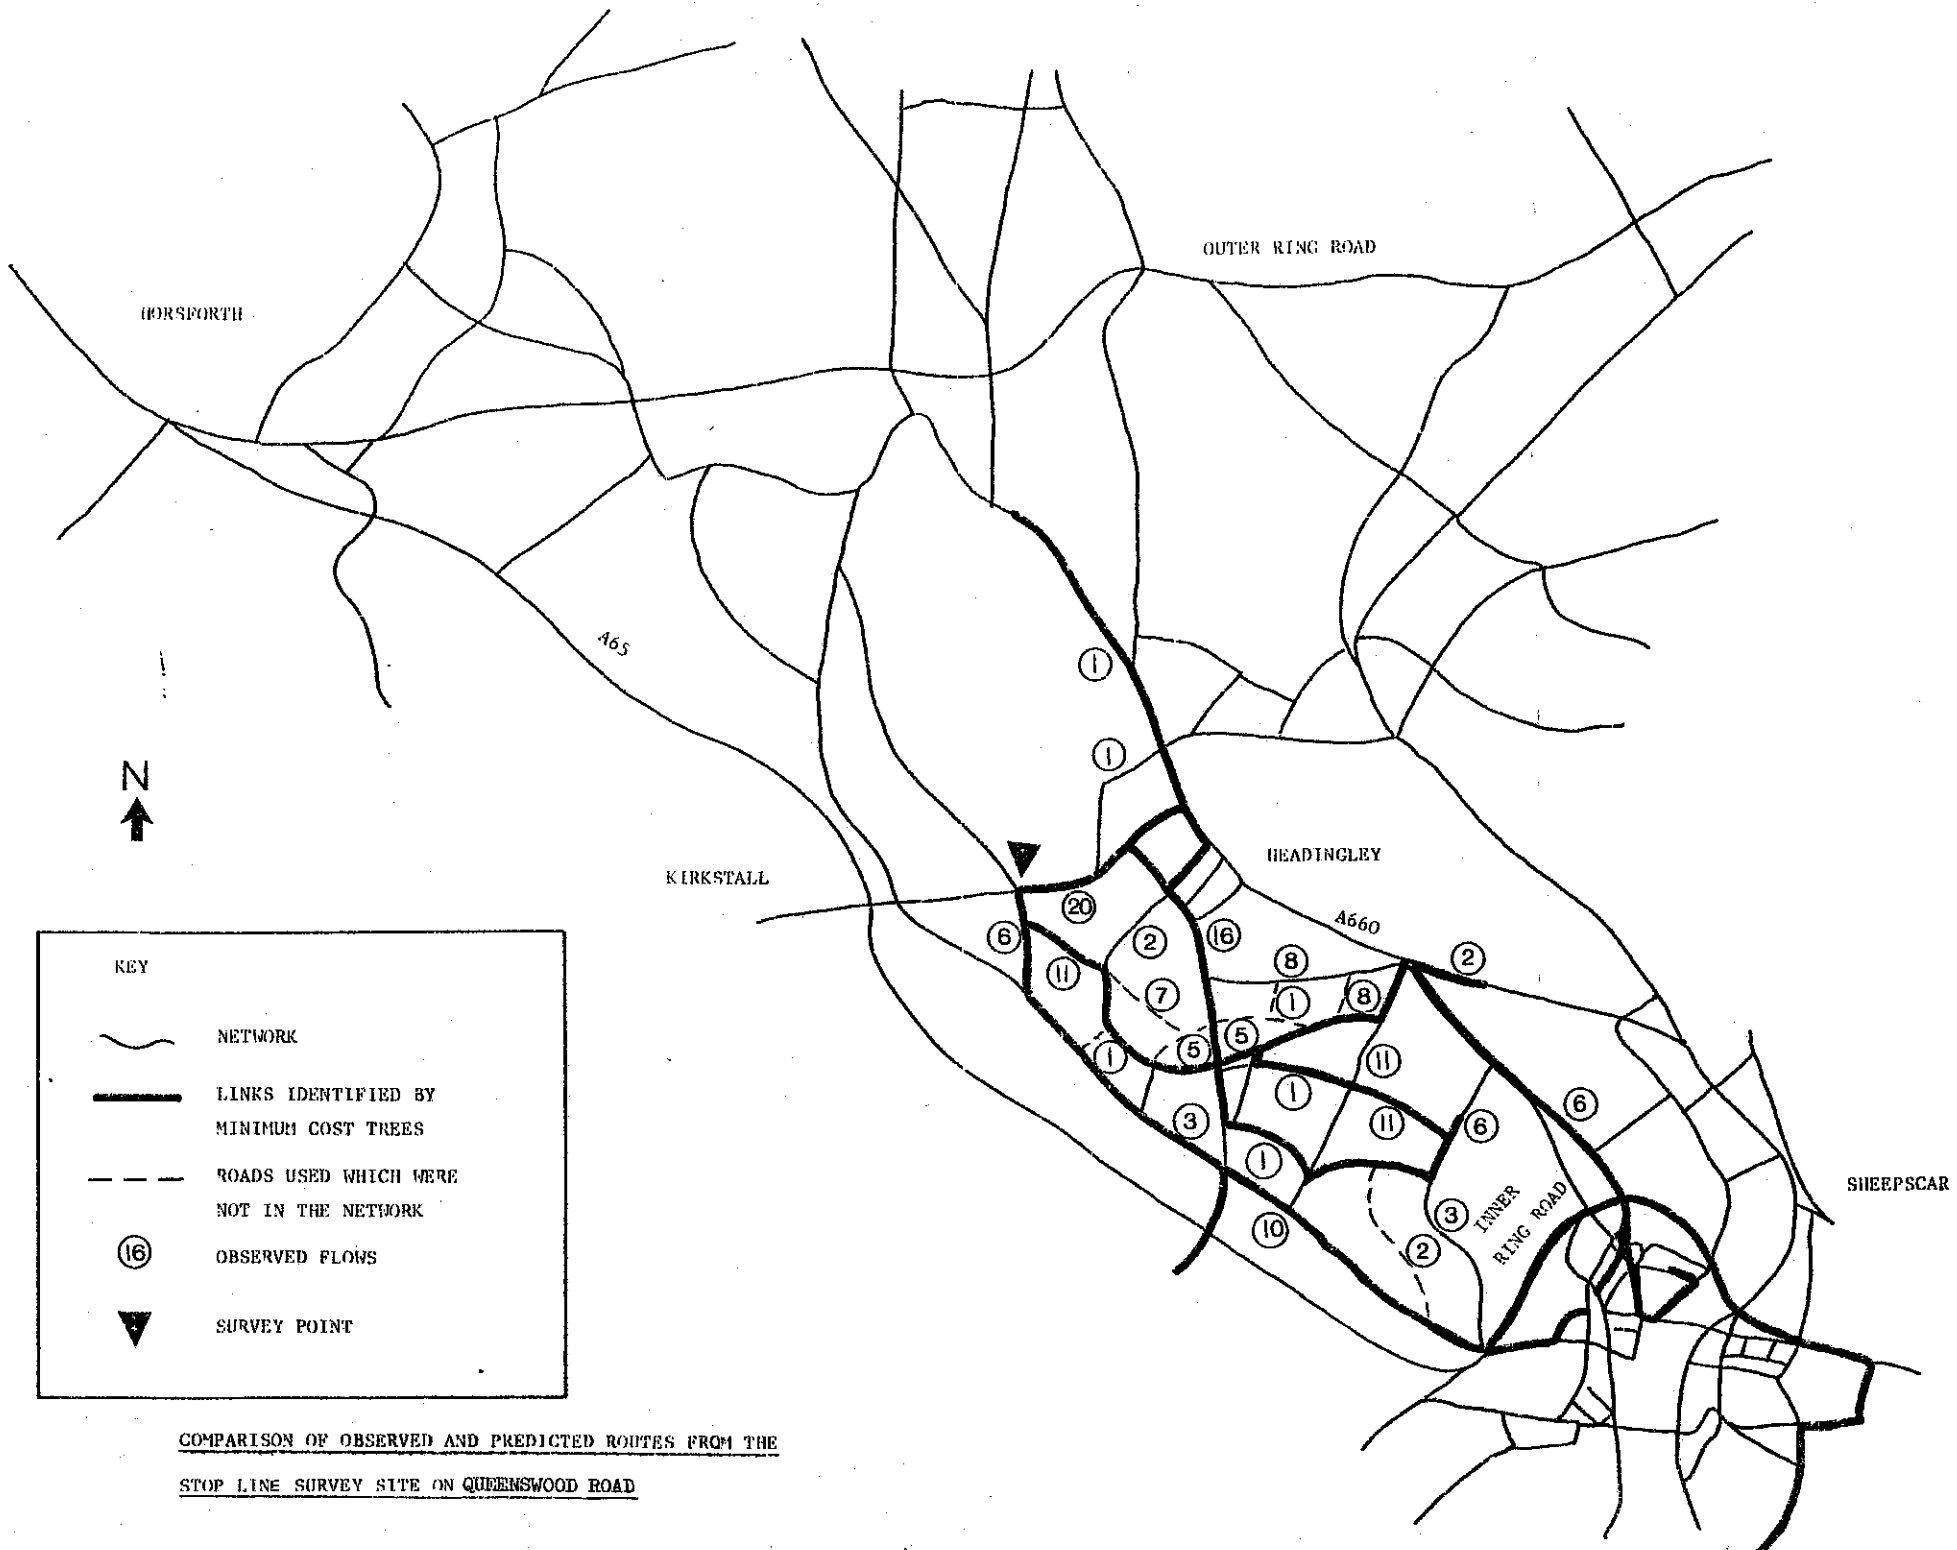 OUTER RING ROAD
HORSFORTH
A65
1
N
1
HEADINGLEY
KIRKSTALL
20
A660
6
2
16
8
2
11
7
1
8
5
5
1
11
1
6
6
3
11
1
3
INNER
RING ROAD
SHEEPSCAR
10
2
KEY
NETWORK
LINKS IDENTIFIED BY
MINIMUM COST TREES
ROADS USED WHICH WERE
NOT IN THE NETWORK
16
OBSERVED FLOWS
SURVEY POINT
COMPARISON OF OBSERVED AND PREDICTED ROUTES FROM THE
STOP LINE SURVEY SITE ON QUEENSWOOD ROAD